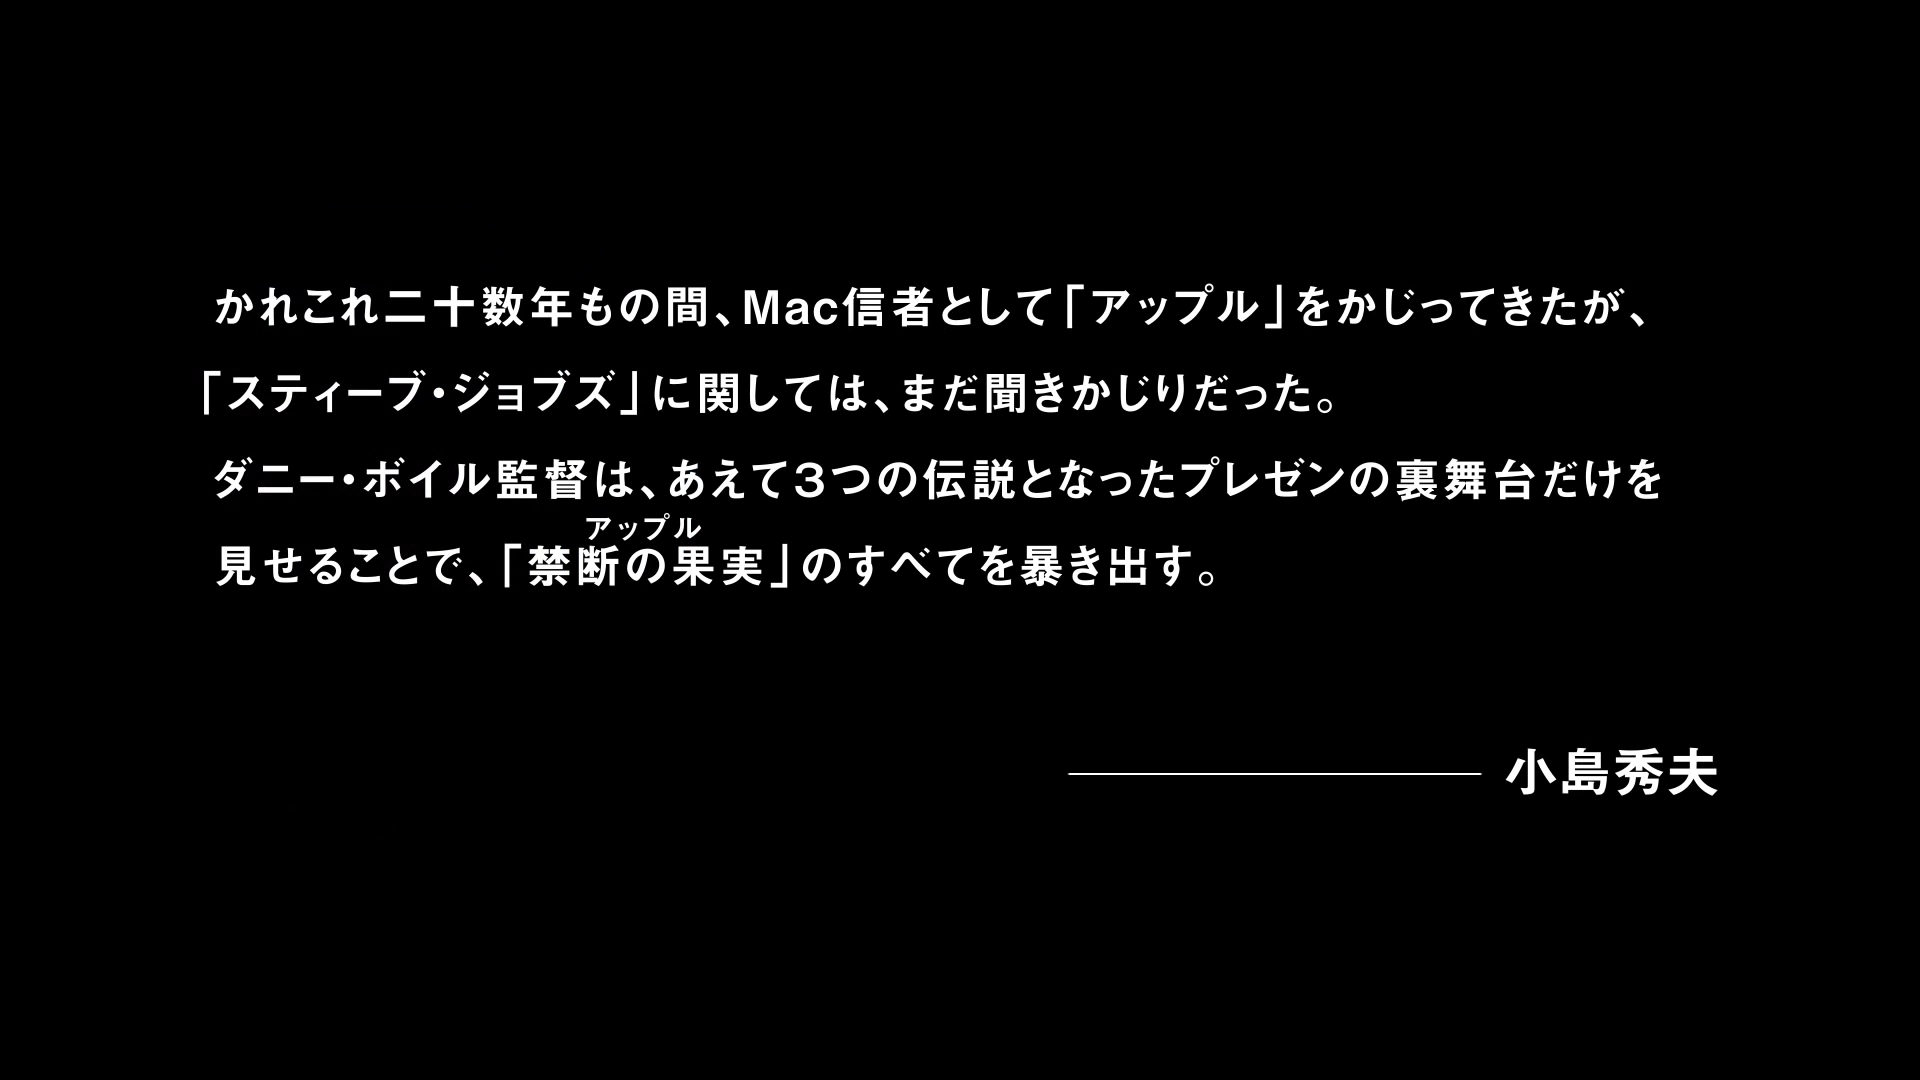 かれこれ二十数年もの間、Mac信者として「アップル」をかじってきたが、
「スティーブ・ジョブズ」に関しては、まだ聞きかじりだった。
ダニー・ボイル監督は、あえて3つの伝説となったプレゼンの裏舞台だけを
アップル
見せることで、「禁断の果実」のすべてを暴き出す。
小島秀夫